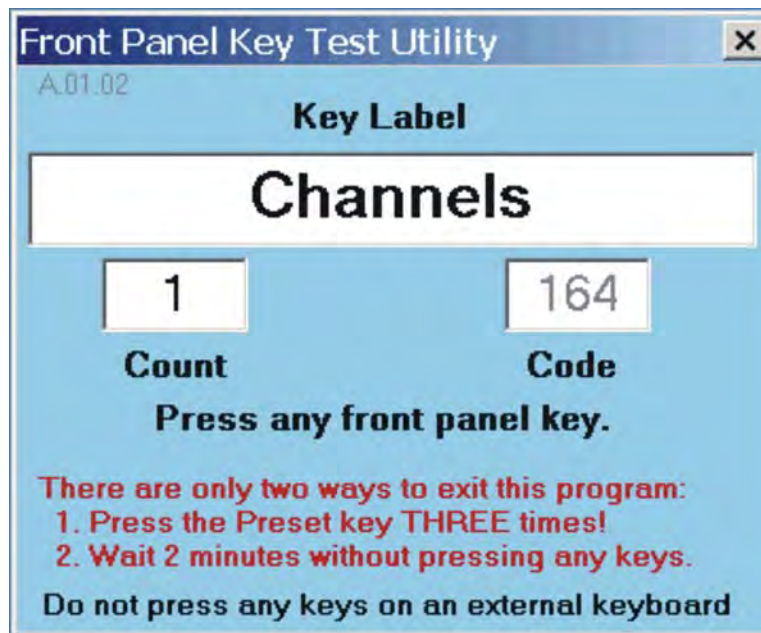 Front Panel Key Test Utility
A.01.02
Key Label
Channels
1 164
Count Code
Press any front panel key.
There are only two ways to exit this program:
1. Press the Preset key THREE times!
2. Wait 2 minutes without pressing any keys.
Do not press any keys on an external keyboard